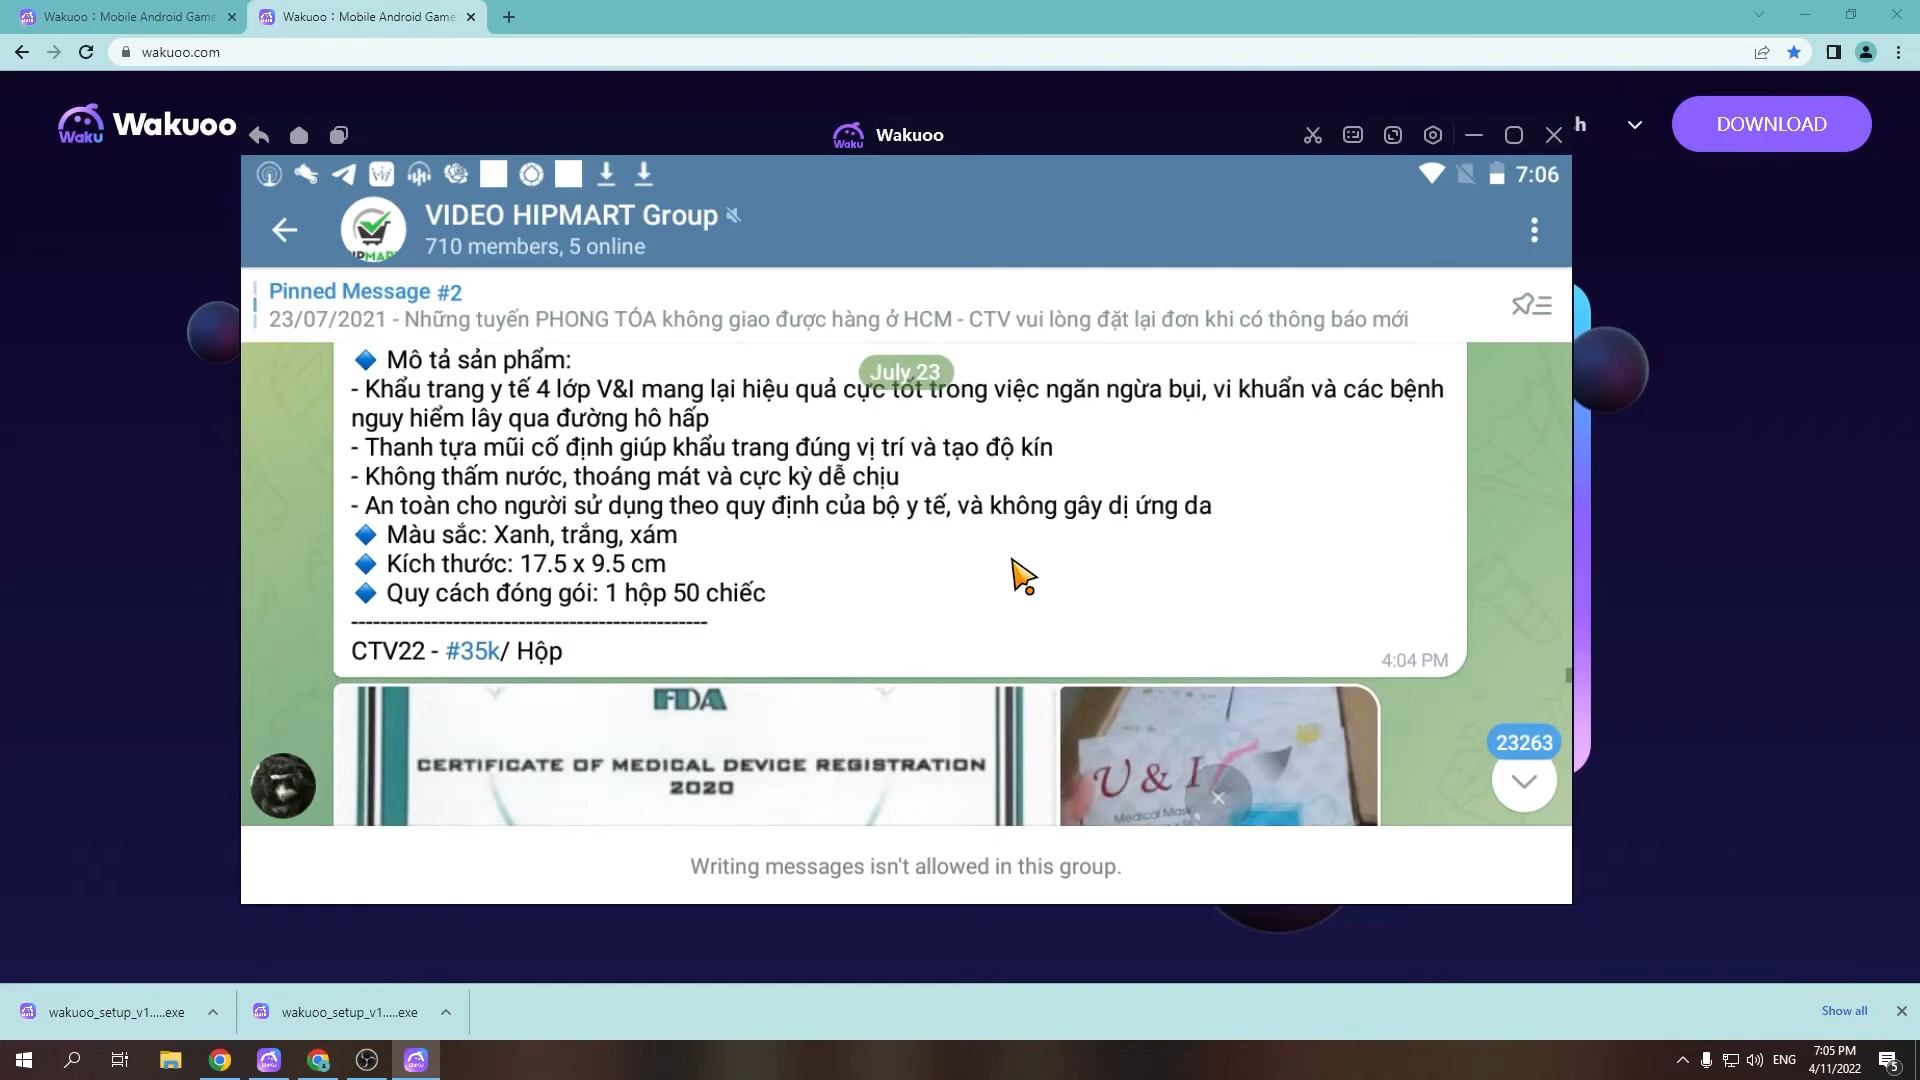 Wakuoo : Mobile Android Game
Wakuoo : Mobile Android Game
wakuoo.com
Waku Wakuoo
Waku Wakuoo
h
DOWNLOAD
7:06
VIDEO HIPMART Group
710 members, 5 online
Pinned Message #2
23/07/2021 - Những tuyến PHONG TỎA không giao được hàng ở HCM - CTV vui lòng đặt lại đơn khi có thông báo mới
July 23
Mô tả sản phẩm:
- Khẩu trang y tế 4 lớp V&I mang lại hiệu quả cực tốt trong việc ngăn ngừa bụi, vi khuẩn và các bệnh
nguy hiểm lây qua đường hô hấp
- Thanh tựa mũi cố định giúp khẩu trang đúng vị trí và tạo độ kín
- Không thấm nước, thoáng mát và cực kỳ dễ chịu
- An toàn cho người sử dụng theo quy định của bộ y tế, và không gây dị ứng da
Màu sắc: Xanh, trắng, xám
Kích thước: 17.5 x 9.5 cm
Quy cách đóng gói: 1 hộp 50 chiếc
------------------------------------------------
CTV22 - #35k/ Hộp
4:04 PM
FDA
CERTIFICATE OF MEDICAL DEVICE REGISTRATION
2020
U & I
Medical Mask
23263
Writing messages isn't allowed in this group.
wakuoo_setup_v1.....exe
wakuoo_setup_v1.....exe
Show all
ENG
7:05 PM
4/11/2022
5